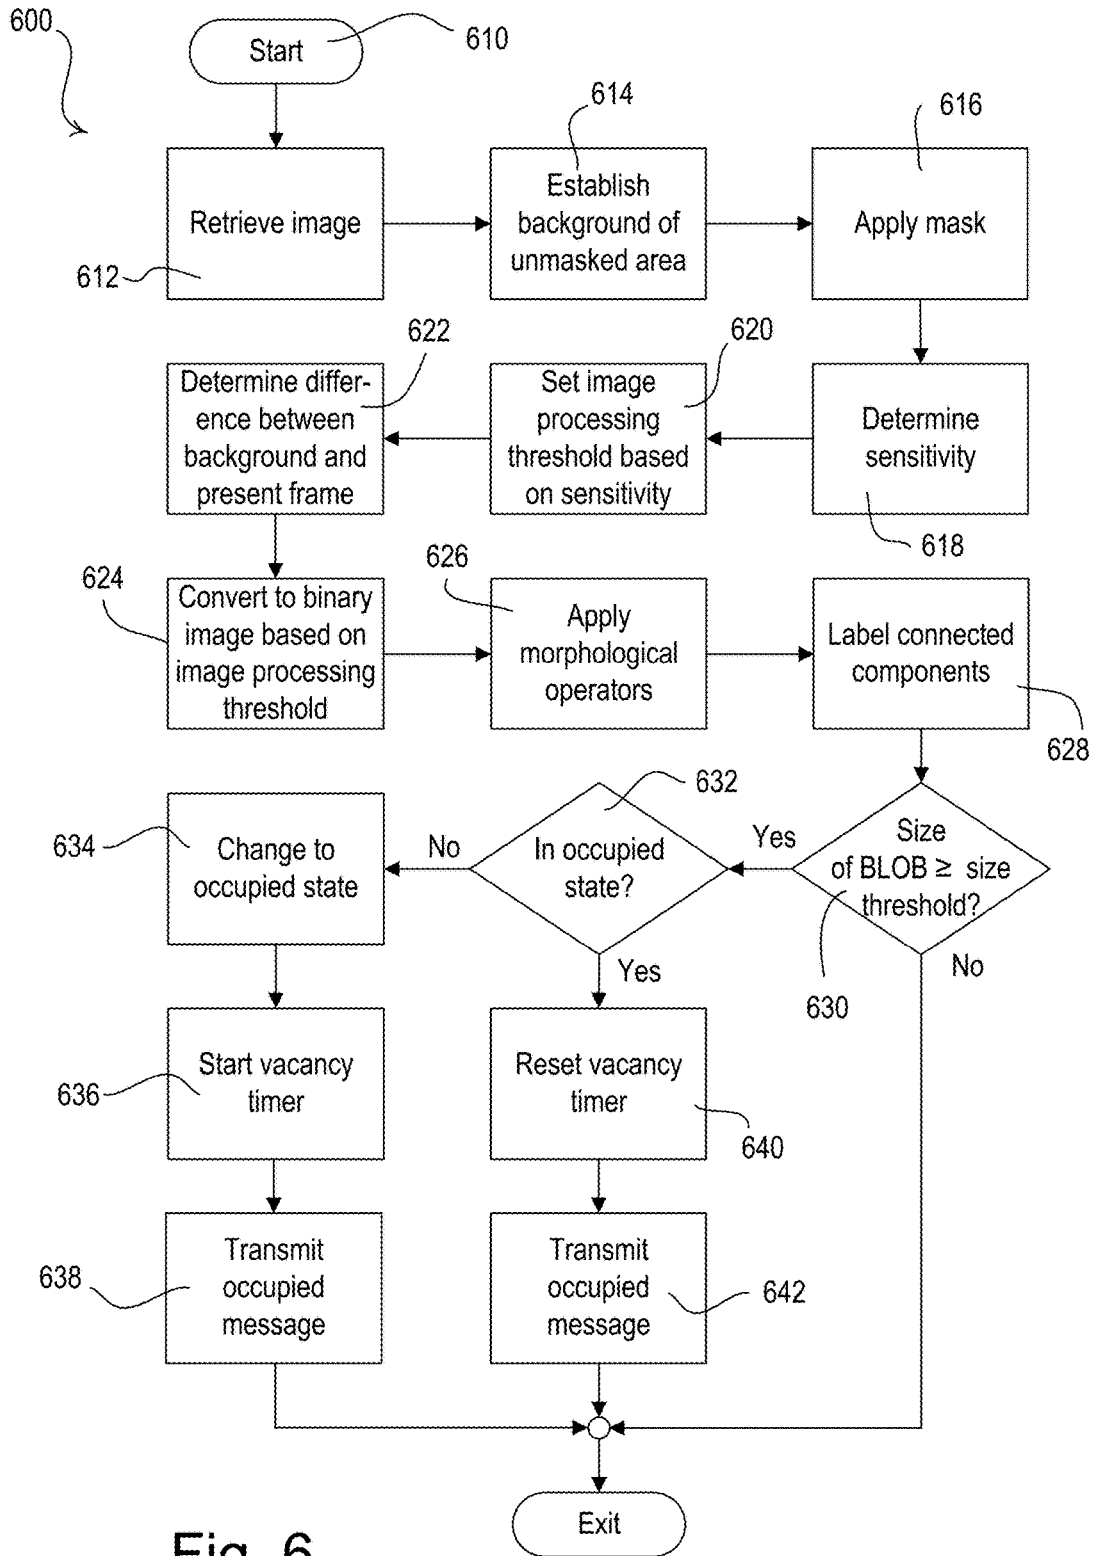 600
Start
610
614
616
Retrieve image
612
Establish
background of
unmasked area
Apply mask
622
620
Determine differ-
ence between
background and
present frame
Set image
processing
threshold based
on sensitivity
Determine
sensitivity
618
624
626
Convert to binary
image based on
image processing
threshold
Apply
morphological
operators
Label connected
components
628
632
634
Change to
occupied state
No
In occupied
state?
Yes
Size
of BLOB ≥ size
threshold?
Yes
No
630
636
Start vacancy
timer
Reset vacancy
timer
640
638
Transmit
occupied
message
Transmit
occupied
message
642
Exit
Fig. 6